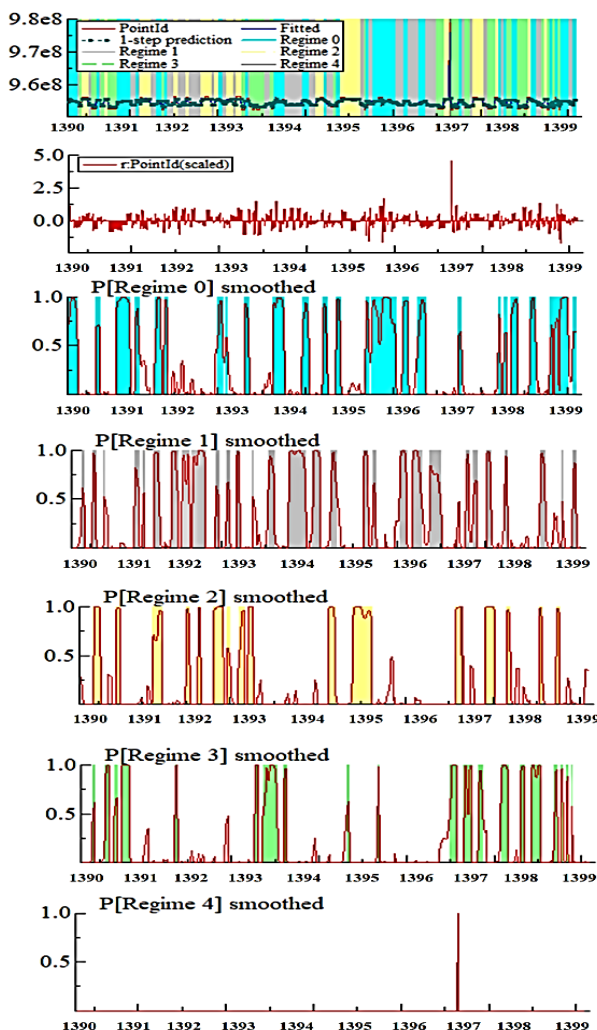 9.8e8
PointId Fitted
1-step prediction Regime 0
9.7e8
Regime 1 Regime 2
Regime 3 Regime 4
9.6e8
1390 1391 1392 1393 1394 1395 1396 1397 1398 1399
5.0
r:PointId(scaled)
2.5
0.0
1390 1391 1392 1393 1394 1395 1396 1397 1398 1399
P[Regime 0] smoothed
1.0
0.5
1390 1391 1392 1393 1394 1395 1396 1397 1398 1399
P[Regime 1] smoothed
1.0
0.5
1390 1391 1392 1393 1394 1395 1396 1397 1398 1399
P[Regime 2] smoothed
1.0
0.5
1390 1391 1392 1393 1394 1395 1396 1397 1398 1399
P[Regime 3] smoothed
1.0
0.5
1390 1391 1392 1393 1394 1395 1396 1397 1398 1399
P[Regime 4] smoothed
1.0
0.5
1390 1391 1392 1393 1394 1395 1396 1397 1398 1399